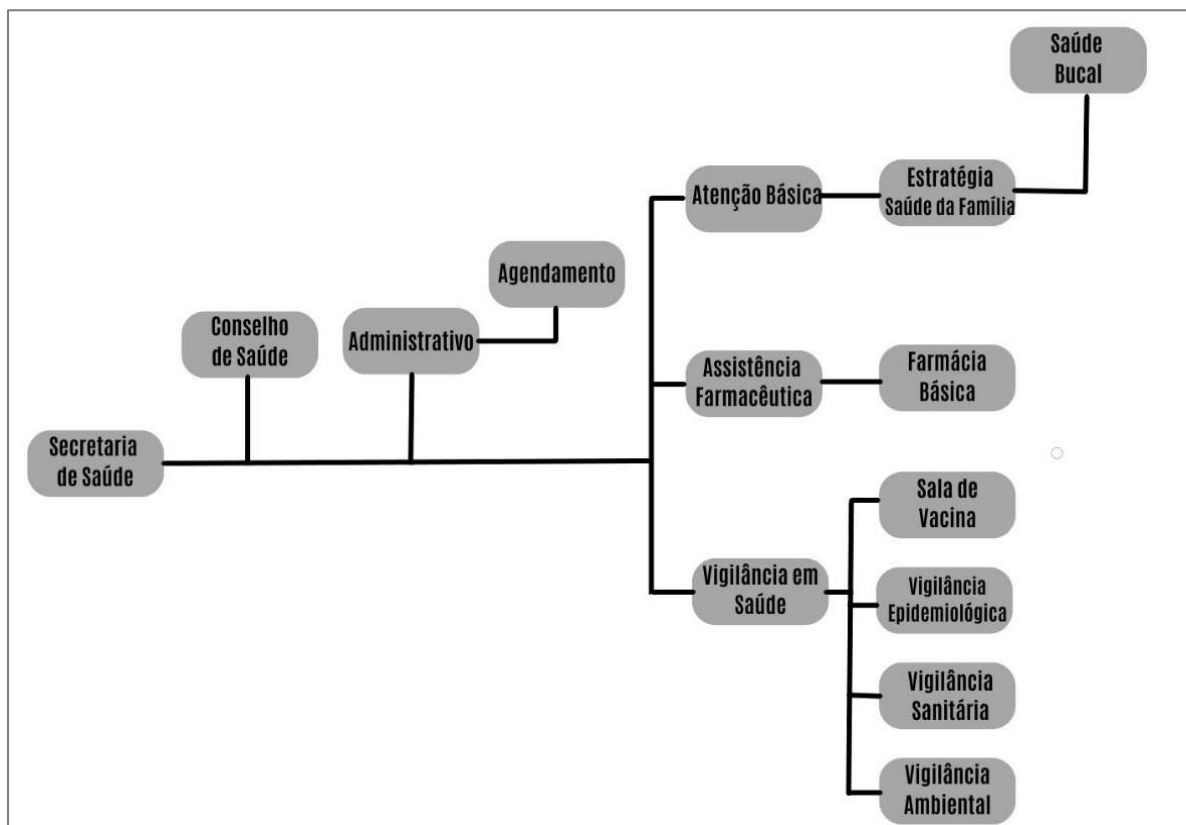 Saúde
Bucal
Atenção Básica
Estratégia
Saúde da Família
Agendamento
Conselho
de Saúde
Administrativo
Assistência
Farmacêutica
Farmácia
Básica
Secretaria
de Saúde
Sala de
Vacina
Vigilância em
Saúde
Vigilância
Epidemiológica
Vigilância
Sanitária
Vigilância
Ambiental